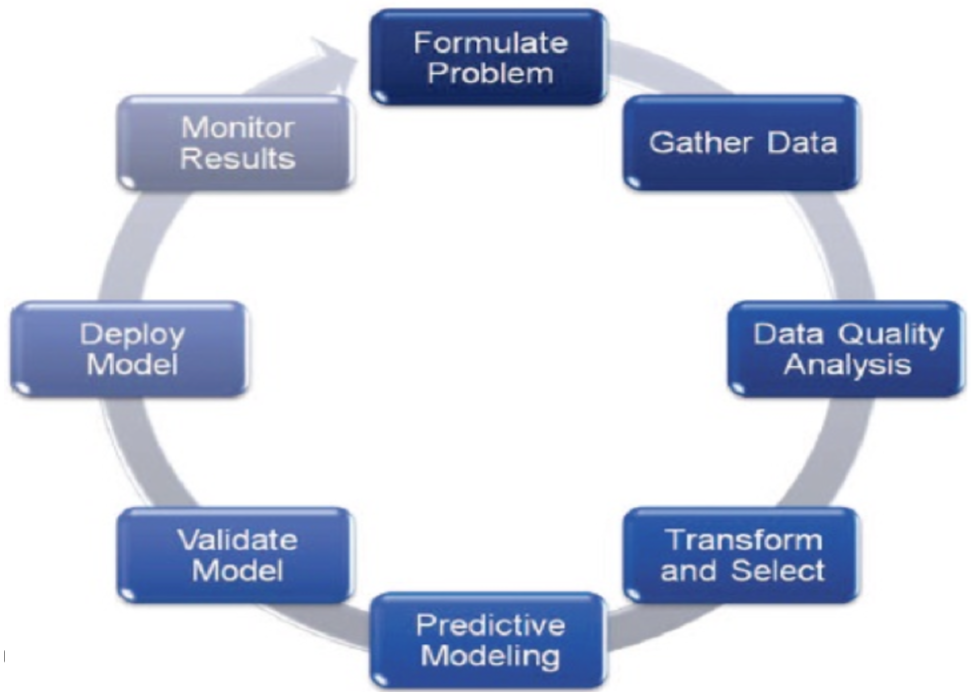 Formulate
Problem
Gather Data
Data Quality
Analysis
Transform
and Select
Predictive
Modeling
Validate
Model
Deploy
Model
Monitor
Results